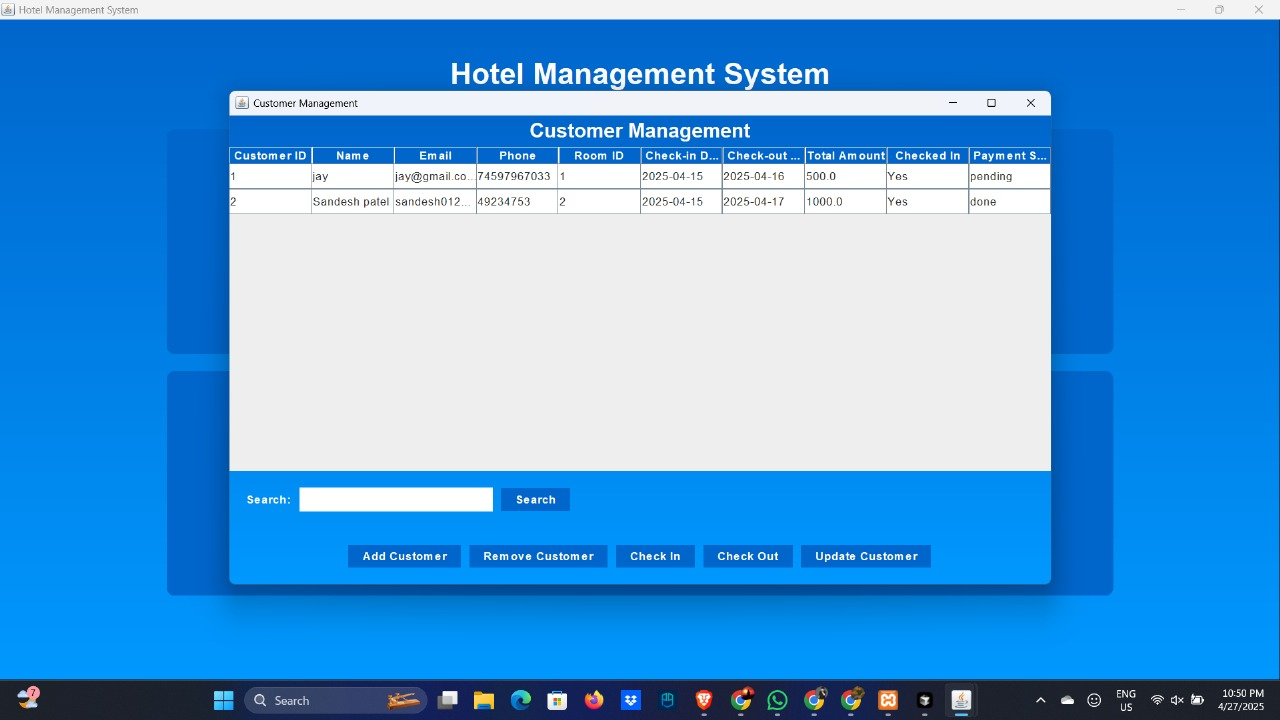 Hotel Management System
Hotel Management System
Customer Management
Customer Management
Customer ID Name Email Phone Room ID Check-in D... Check-out ... Total Amount Checked In Payment S...
1 jay jay@gmail.co... 74597967033 1 2025-04-15 2025-04-16 500.0 Yes pending
2 Sandesh patel sandesh012... 49234753 2 2025-04-15 2025-04-17 1000.0 Yes done
Search: Search
Add Customer Remove Customer Check In Check Out Update Customer
7 Search ENG 10:50 PM
US 4/27/2025